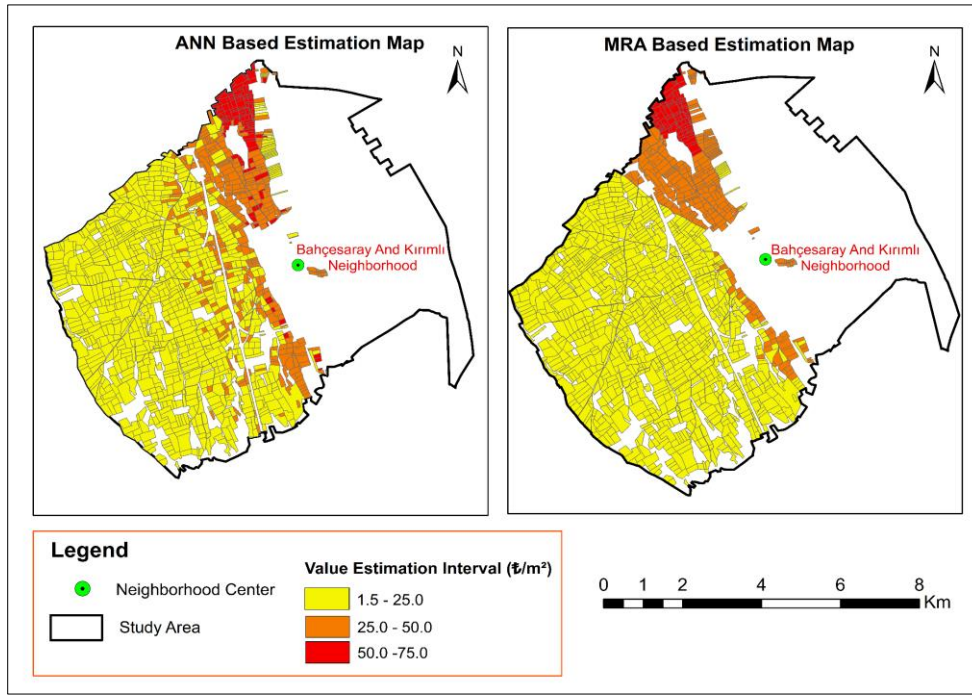 ANN Based Estimation Map
N
Bahçesaray And Kırımlı
Neighborhood
MRA Based Estimation Map
N
Bahçesaray And Kırımlı
Neighborhood
Legend
Neighborhood Center
Study Area
Value Estimation Interval (₺/m²)
1.5 - 25.0
25.0 - 50.0
50.0 -75.0
0 1 2 4 6 8
Km